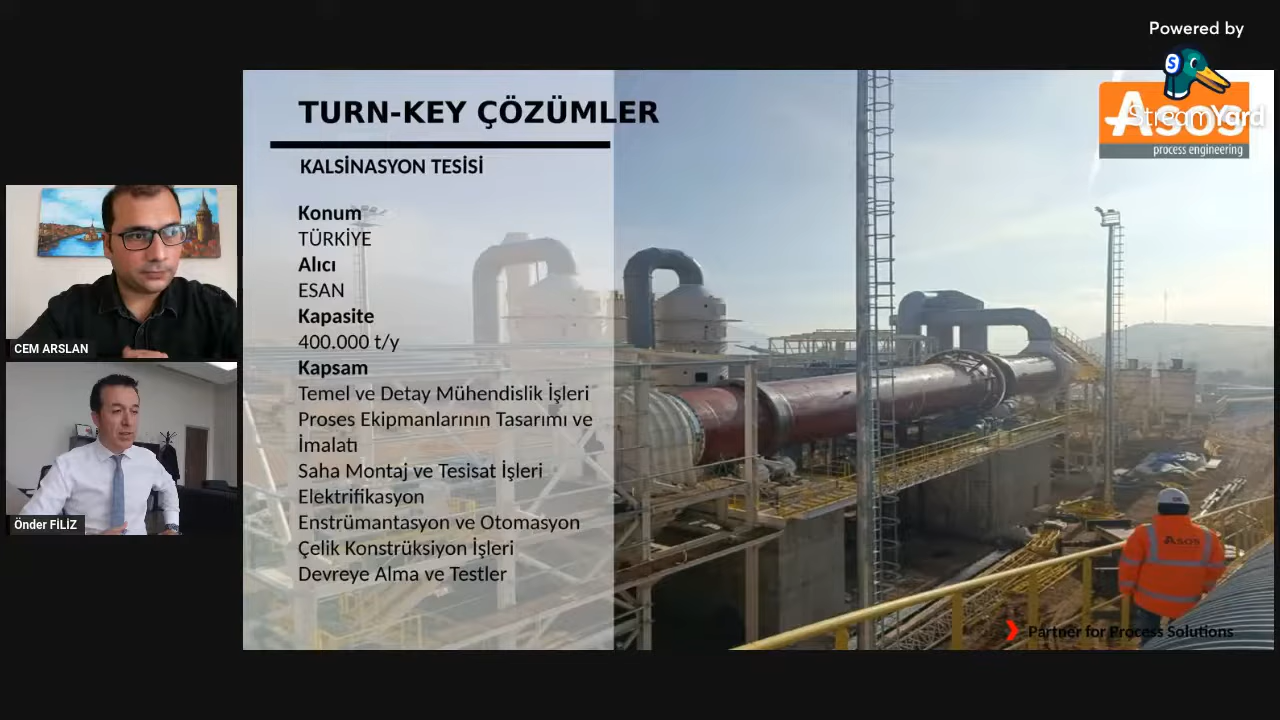 Powered by
StreamYard
Asos
process engineering
TURN-KEY ÇÖZÜMLER
KALSİNASYON TESİSİ
Konum
TÜRKİYE
Alıcı
ESAN
Kapasite
400.000 t/y
Kapsam
Temel ve Detay Mühendislik İşleri
Proses Ekipmanlarının Tasarımı ve
İmalatı
Saha Montaj ve Tesisat İşleri
Elektrifikasyon
Enstrümantasyon ve Otomasyon
Çelik Konstrüksiyon İşleri
Devreye Alma ve Testler
CEM ARSLAN
Önder FİLİZ
ASOS
Partner for Process Solutions